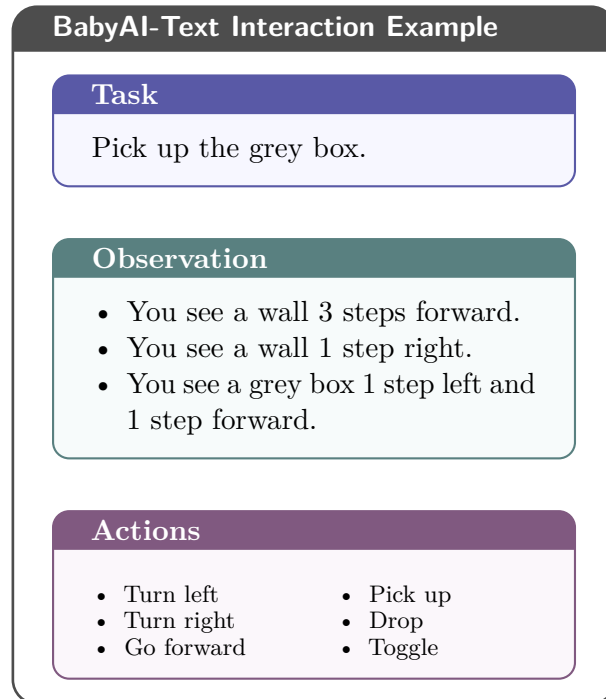 BabyAI-Text Interaction Example
Task
Pick up the grey box.
Observation
• You see a wall 3 steps forward.
• You see a wall 1 step right.
• You see a grey box 1 step left and
1 step forward.
Actions
• Turn left
• Turn right
• Go forward
• Pick up
• Drop
• Toggle